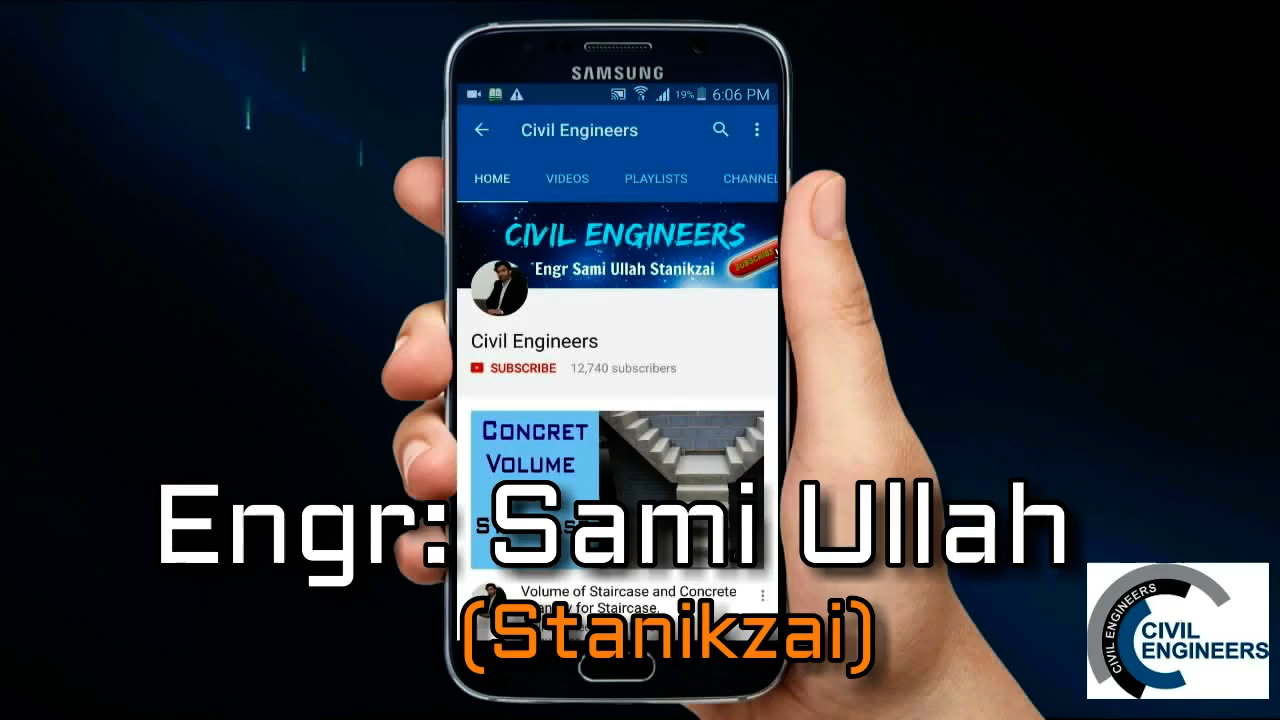 SAMSUNG
19% 6:06 PM
Civil Engineers
HOME VIDEOS PLAYLISTS CHANNEL
CIVIL ENGINEERS
Engr Sami Ullah Stanikzai
SUBSCRIBE
Civil Engineers
SUBSCRIBE 12,740 subscribers
CONCRET
VOLUME
Engr: Sami Ullah
Volume of Staircase and Concrete
for Staircase.
(Stanikzai)
CIVIL ENGINEERS
CIVIL
ENGINEERS